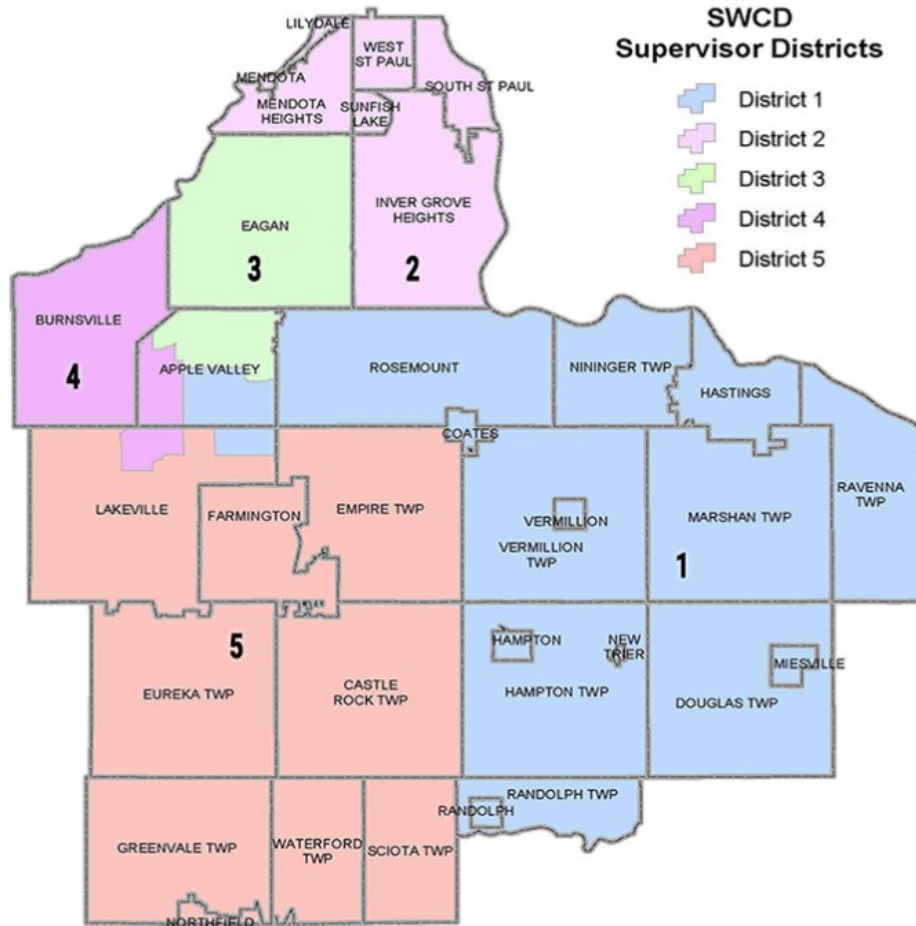 SWCD
Supervisor Districts
District 1
District 2
District 3
District 4
District 5
LILYDALE
WEST
ST PAUL
MENDOTA
SOUTH ST PAUL
MENDOTA
HEIGHTS
SUNFISH
LAKE
INVER GROVE
HEIGHTS
EAGAN
3
2
BURNSVILLE
4
APPLE VALLEY
ROSEMOUNT
NININGER TWP
HASTINGS
COATES
RAVENNA
TWP
LAKEVILLE
FARMINGTON
EMPIRE TWP
VERMILLION
MARSHAN TWP
VERMILLION
TWP
1
5
HAMPTON
NEW
TRIER
MIESVILLE
EUREKA TWP
CASTLE
ROCK TWP
HAMPTON TWP
DOUGLAS TWP
RANDOLPH TWP
RANDOLPH
GREENVALE TWP
WATERFORD
TWP
SCIOTA TWP
NORTHFIELD